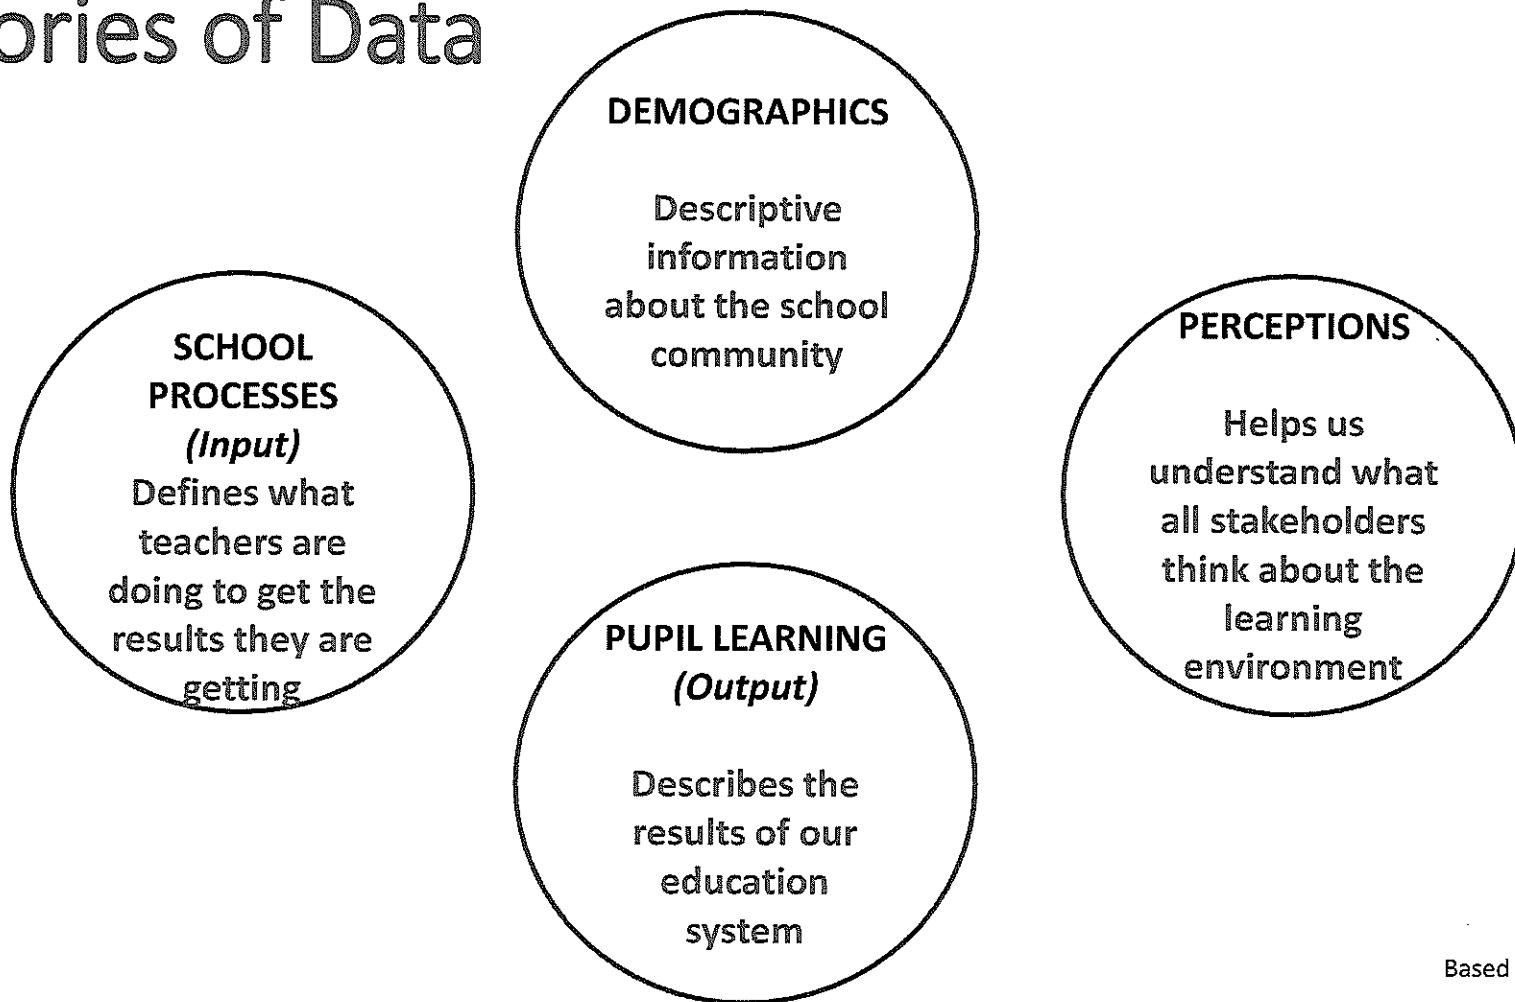 ories of Data
DEMOGRAPHICS
Descriptive
information
about the school
community
SCHOOL
PROCESSES
(Input)
Defines what
teachers are
doing to get the
results they are
getting
PERCEPTIONS
Helps us
understand what
all stakeholders
think about the
learning
environment
PUPIL LEARNING
(Output)
Describes the
results of our
education
system
Based